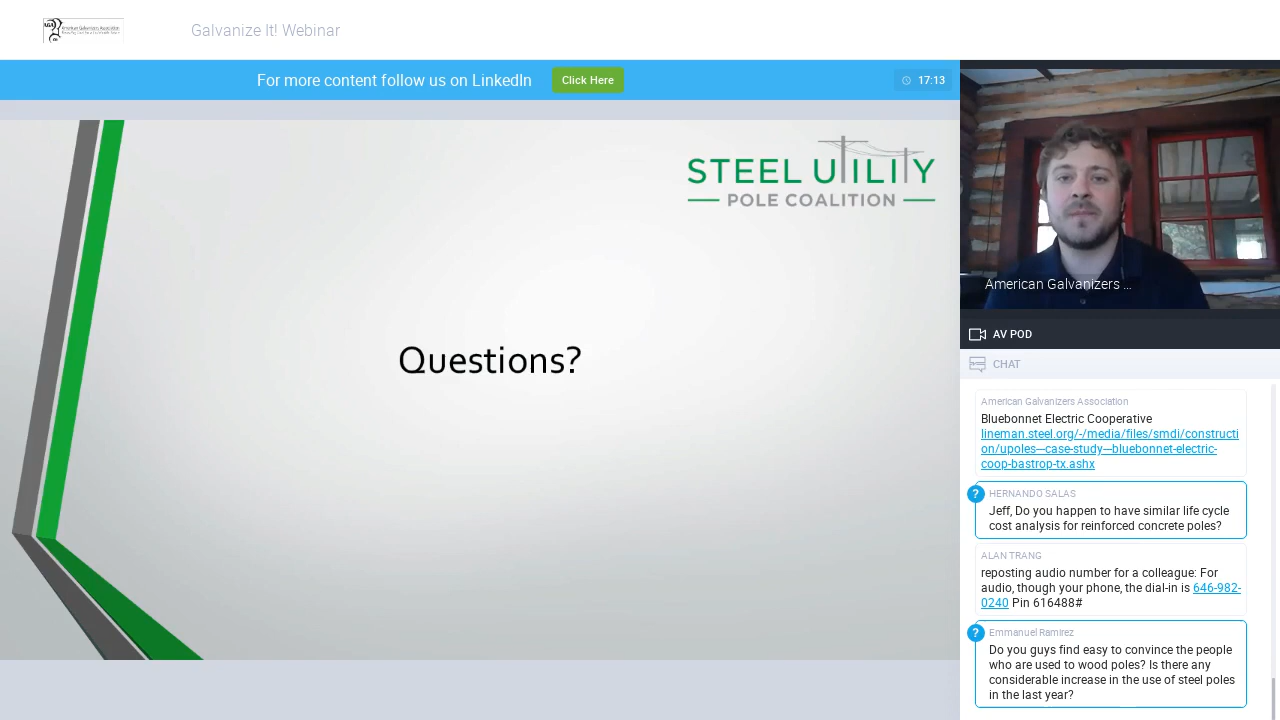 AGA
American Galvanizers Association
Galvanize It! Webinar
For more content follow us on LinkedIn
Click Here
17:13
STEEL UTILITY
POLE COALITION
Questions?
American Galvanizers ...
AV POD
CHAT
American Galvanizers Association
Bluebonnet Electric Cooperative
lineman.steel.org/-/media/files/smdi/constructi
on/upoles---case-study---bluebonnet-electric-
coop-bastrop-tx.ashx
?
HERNANDO SALAS
Jeff, Do you happen to have similar life cycle
cost analysis for reinforced concrete poles?
ALAN TRANG
reposting audio number for a colleague: For
audio, though your phone, the dial-in is 646-982-
0240 Pin 616488#
?
Emmanuel Ramirez
Do you guys find easy to convince the people
who are used to wood poles? Is there any
considerable increase in the use of steel poles
in the last year?